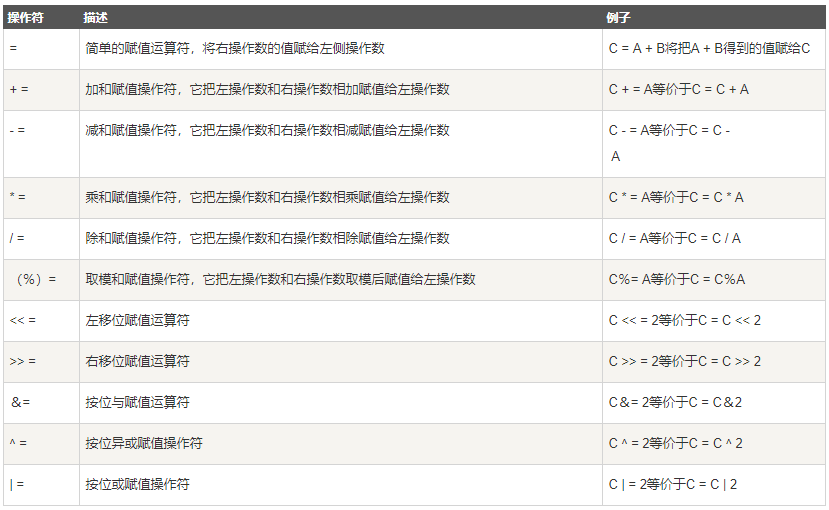 操作符 描述 例子
= 简单的赋值运算符，将右操作数的值赋给左侧操作数 C = A + B将把A + B得到的值赋给C
+ = 加和赋值操作符，它把左操作数和右操作数相加赋值给左操作数 C + = A等价于C = C + A
- = 减和赋值操作符，它把左操作数和右操作数相减赋值给左操作数 C - = A等价于C = C -
A
* = 乘和赋值操作符，它把左操作数和右操作数相乘赋值给左操作数 C * = A等价于C = C * A
/ = 除和赋值操作符，它把左操作数和右操作数相除赋值给左操作数 C / = A等价于C = C / A
（%）= 取模和赋值操作符，它把左操作数和右操作数取模后赋值给左操作数 C%= A等价于C = C%A
<< = 左移位赋值运算符 C << = 2等价于C = C << 2
>> = 右移位赋值运算符 C >> = 2等价于C = C >> 2
&= 按位与赋值运算符 C&= 2等价于C = C&2
^ = 按位异或赋值操作符 C ^ = 2等价于C = C ^ 2
| = 按位或赋值操作符 C | = 2等价于C = C | 2